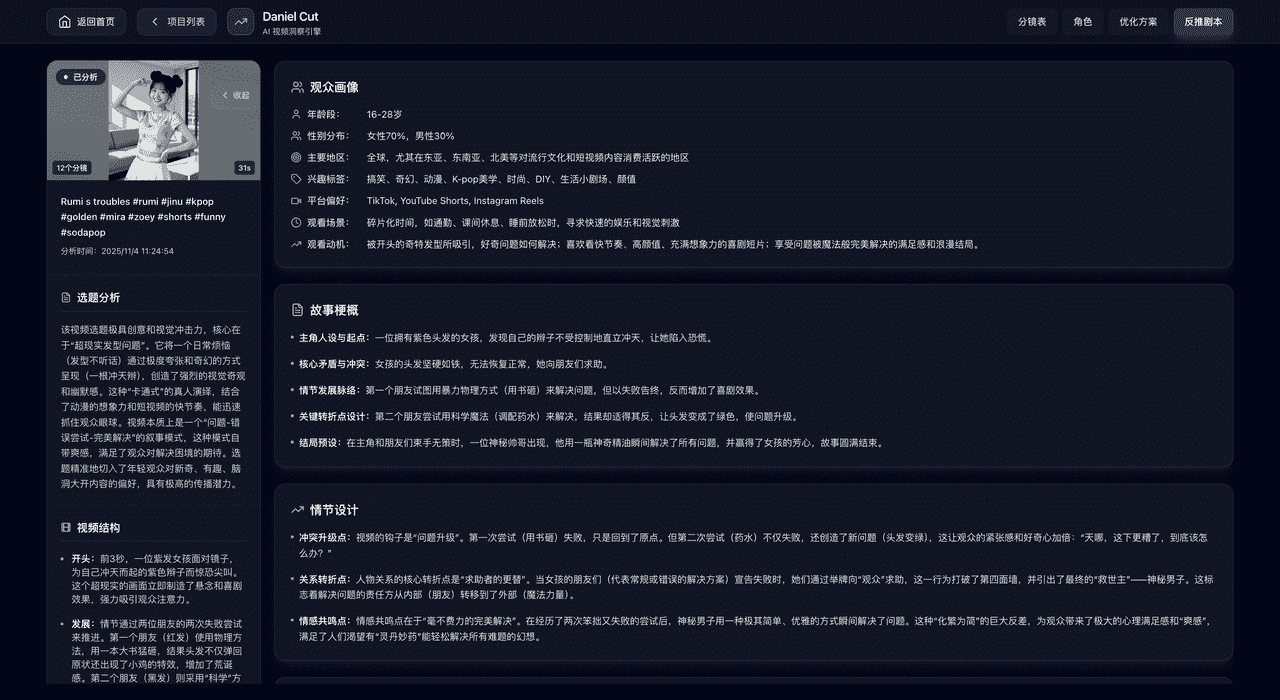 返回首页
项目列表
Daniel Cut
AI 视频洞察引擎
分镜表
角色
优化方案
反推剧本
已分析
收起
12个分镜
31s
Rumi s troubles #rumi #jinu #kpop
#golden #mira #zoey #shorts #funny
#sodapop
分析时间：2025/11/4 11:24:54
选题分析
该视频选题极具创意和视觉冲击力，核心在
于“超现实发型问题”。它将一个日常烦恼
（发型不听话）通过极度夸张和奇幻的方式
呈现（一根冲天辫），创造了强烈的视觉奇观
和幽默感。这种“卡通式”的真人演绎，结合
了动漫的想象力和短视频的快节奏，能迅速
抓住观众眼球。视频本质上是一个“问题-错
误尝试-完美解决”的叙事模式，这种模式自
带爽感，满足了观众对解决困境的期待。选
题精准地切入了年轻观众对新奇、有趣、脑
洞大开内容的偏好，具有极高的传播潜力。
视频结构
开头：前3秒，一位紫发女孩面对镜子，
为自己冲天而起的紫色辫子而惊恐尖叫。
这个超现实的画面立即制造了悬念和喜剧
效果，强力吸引观众注意力。
发展：情节通过两位朋友的两次失败尝试
来推进。第一个朋友（红发）使用物理方
法，用一本大书猛砸，结果头发不仅弹回
原状还出现了小鸡的特效，增加了荒诞
感。第二个朋友（黑发）则采用“科学”方
观众画像
年龄段： 16-28岁
性别分布： 女性70%，男性30%
主要地区： 全球，尤其在东亚、东南亚、北美等对流行文化和短视频内容消费活跃的地区
兴趣标签： 搞笑、奇幻、动漫、K-pop美学、时尚、DIY、生活小剧场、颜值
平台偏好： TikTok, YouTube Shorts, Instagram Reels
观看场景： 碎片化时间，如通勤、课间休息、睡前放松时，寻求快速的娱乐和视觉刺激
观看动机： 被开头的奇特发型所吸引，好奇问题如何解决；喜欢看快节奏、高颜值、充满想象力的喜剧短片；享受问题被魔法般完美解决的满足感和浪漫结局。
故事梗概
主角人设与起点：一位拥有紫色头发的女孩，发现自己的辫子不受控制地直立冲天，让她陷入恐慌。
核心矛盾与冲突：女孩的头发坚硬如铁，无法恢复正常，她向朋友们求助。
情节发展脉络：第一个朋友试图用暴力物理方式（用书砸）来解决问题，但以失败告终，反而增加了喜剧效果。
关键转折点设计：第二个朋友尝试用科学魔法（调配药水）来解决，结果却适得其反，让头发变成了绿色，使问题升级。
结局预设：在主角和朋友们束手无策时，一位神秘帅哥出现，他用一瓶神奇精油瞬间解决了所有问题，并赢得了女孩的芳心，故事圆满结束。
情节设计
冲突升级点：视频的钩子是“问题升级”。第一次尝试（用书砸）失败，只是回到了原点。但第二次尝试（药水）不仅失败，还创造了新问题（头发变绿），这让观众的紧张感和好奇心加倍：“天哪，这下更糟了，到底该怎
么办？”
关系转折点：人物关系的核心转折点是“求助者的更替”。当女孩的朋友们（代表常规或错误的解决方案）宣告失败时，她们通过举牌向“观众”求助，这一行为打破了第四面墙，并引出了最终的“救世主”——神秘男子。这标
志着解决问题的责任方从内部（朋友）转移到了外部（魔法力量）。
情感共鸣点：情感共鸣点在于“毫不费力的完美解决”。在经历了两次笨拙又失败的尝试后，神秘男子用一种极其简单、优雅的方式瞬间解决了问题。这种“化繁为简”的巨大反差，为观众带来了极大的心理满足感和“爽感”，
满足了人们渴望有“灵丹妙药”能轻松解决所有难题的幻想。